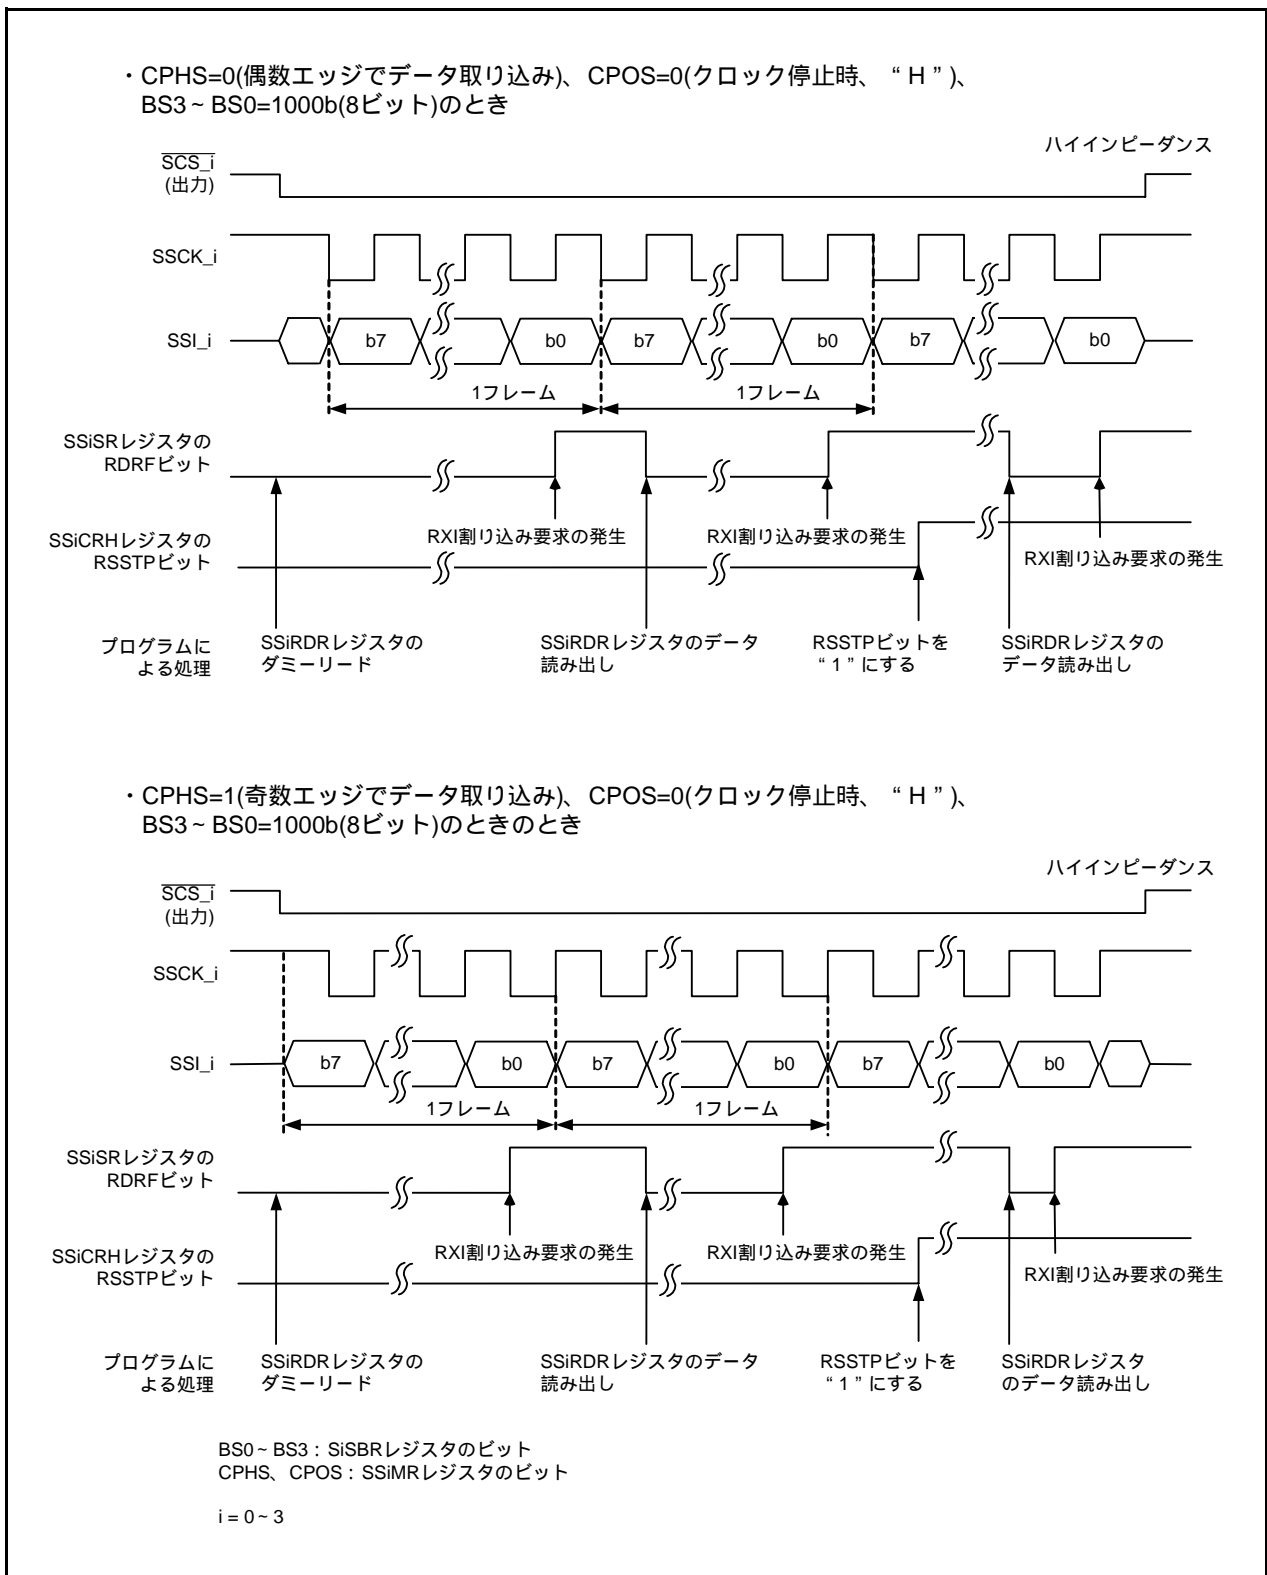 ・CPHS=0(偶数エッジでデータ取り込み)、CPOS=0(クロック停止時、“H”)、
BS3~BS0=1000b(8ビット)のとき
ハイインピーダンス
SCS_i
(出力)
SSCK_i
SSI_i
b7
b0
b7
b0
b7
b0
1フレーム
1フレーム
SSiSRレジスタの
RDRFビット
RXI割り込み要求の発生
RXI割り込み要求の発生
RXI割り込み要求の発生
SSiCRHレジスタの
RSSTPビット
プログラムに
よる処理
SSiRDRレジスタの
ダミーリード
SSiRDRレジスタのデータ
読み出し
RSSTPビットを
“1”にする
SSiRDRレジスタの
データ読み出し
・CPHS=1(奇数エッジでデータ取り込み)、CPOS=0(クロック停止時、“H”)、
BS3~BS0=1000b(8ビット)のときのとき
ハイインピーダンス
SCS_i
(出力)
SSCK_i
SSI_i
b7
b0
b7
b0
b7
b0
1フレーム
1フレーム
SSiSRレジスタの
RDRFビット
RXI割り込み要求の発生
RXI割り込み要求の発生
RXI割り込み要求の発生
SSiCRHレジスタの
RSSTPビット
プログラムに
よる処理
SSiRDRレジスタの
ダミーリード
SSiRDRレジスタのデータ
読み出し
RSSTPビットを
“1”にする
SSiRDRレジスタ
のデータ読み出し
BS0~BS3:SiSBRレジスタのビット
CPHS、CPOS:SSiMRレジスタのビット
i = 0~3